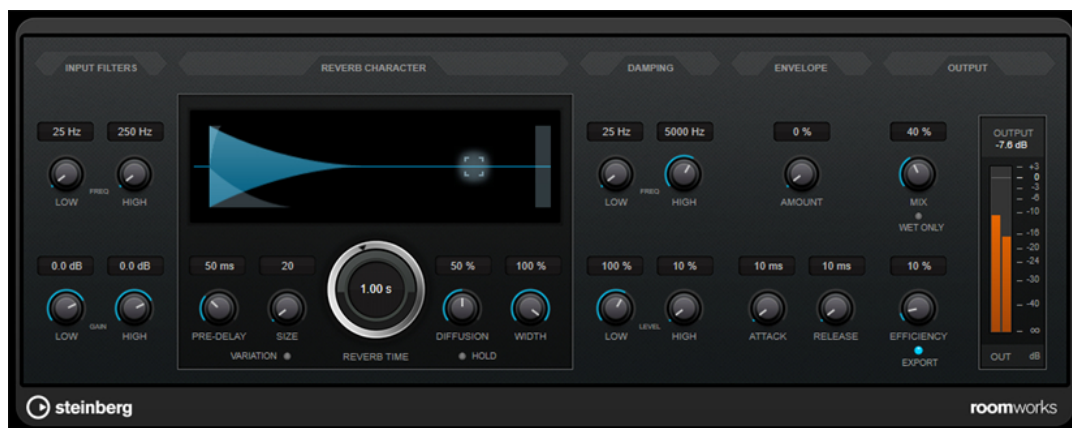 INPUT FILTERS
REVERB CHARACTER
DAMPING
ENVELOPE
OUTPUT
25 Hz 250 Hz
LOW FREQ HIGH
0.0 dB 0.0 dB
LOW GAIN HIGH
50 ms 20
PRE-DELAY SIZE
VARIATION
1.00 s
REVERB TIME
50 % 100 %
DIFFUSION WIDTH
HOLD
25 Hz 5000 Hz
LOW FREQ HIGH
100 % 10 %
LOW LEVEL HIGH
0 %
AMOUNT
10 ms 10 ms
ATTACK RELEASE
40 %
MIX
WET ONLY
10 %
EFFICIENCY
EXPORT
OUTPUT
-7.6 dB
+3
0
-3
-6
-10
-16
-20
-24
-30
-40
∞
OUT dB
steinberg
roomworks